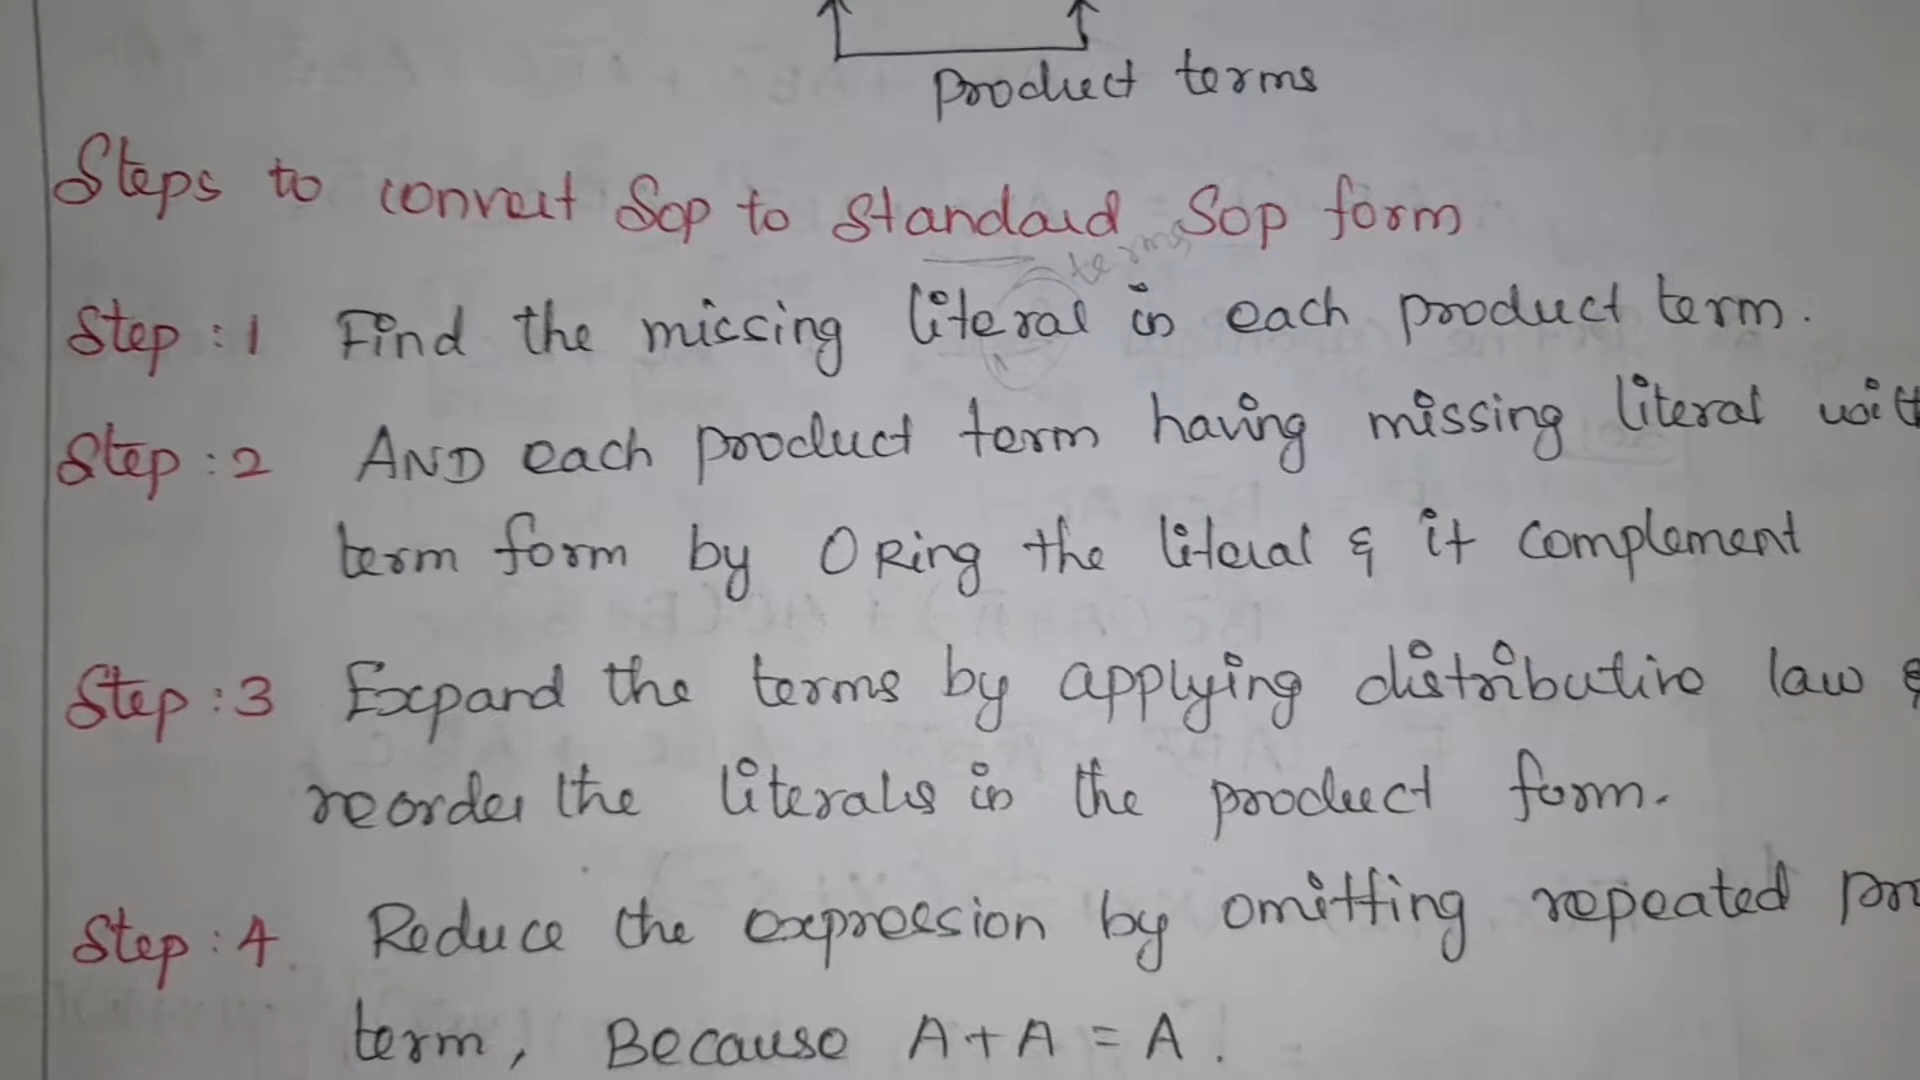 Product terms
Steps to convert Sop to Standard Sop form
terms
Step : 1 Find the missing literal in each product term.
Step : 2 AND each product term having missing literal with
term form by ORing the literal & it complement
Step : 3 Expand the terms by applying distributive law &
reorder the literals in the product form.
Step : 4 Reduce the expression by omitting repeated pro
term, Because A + A = A.